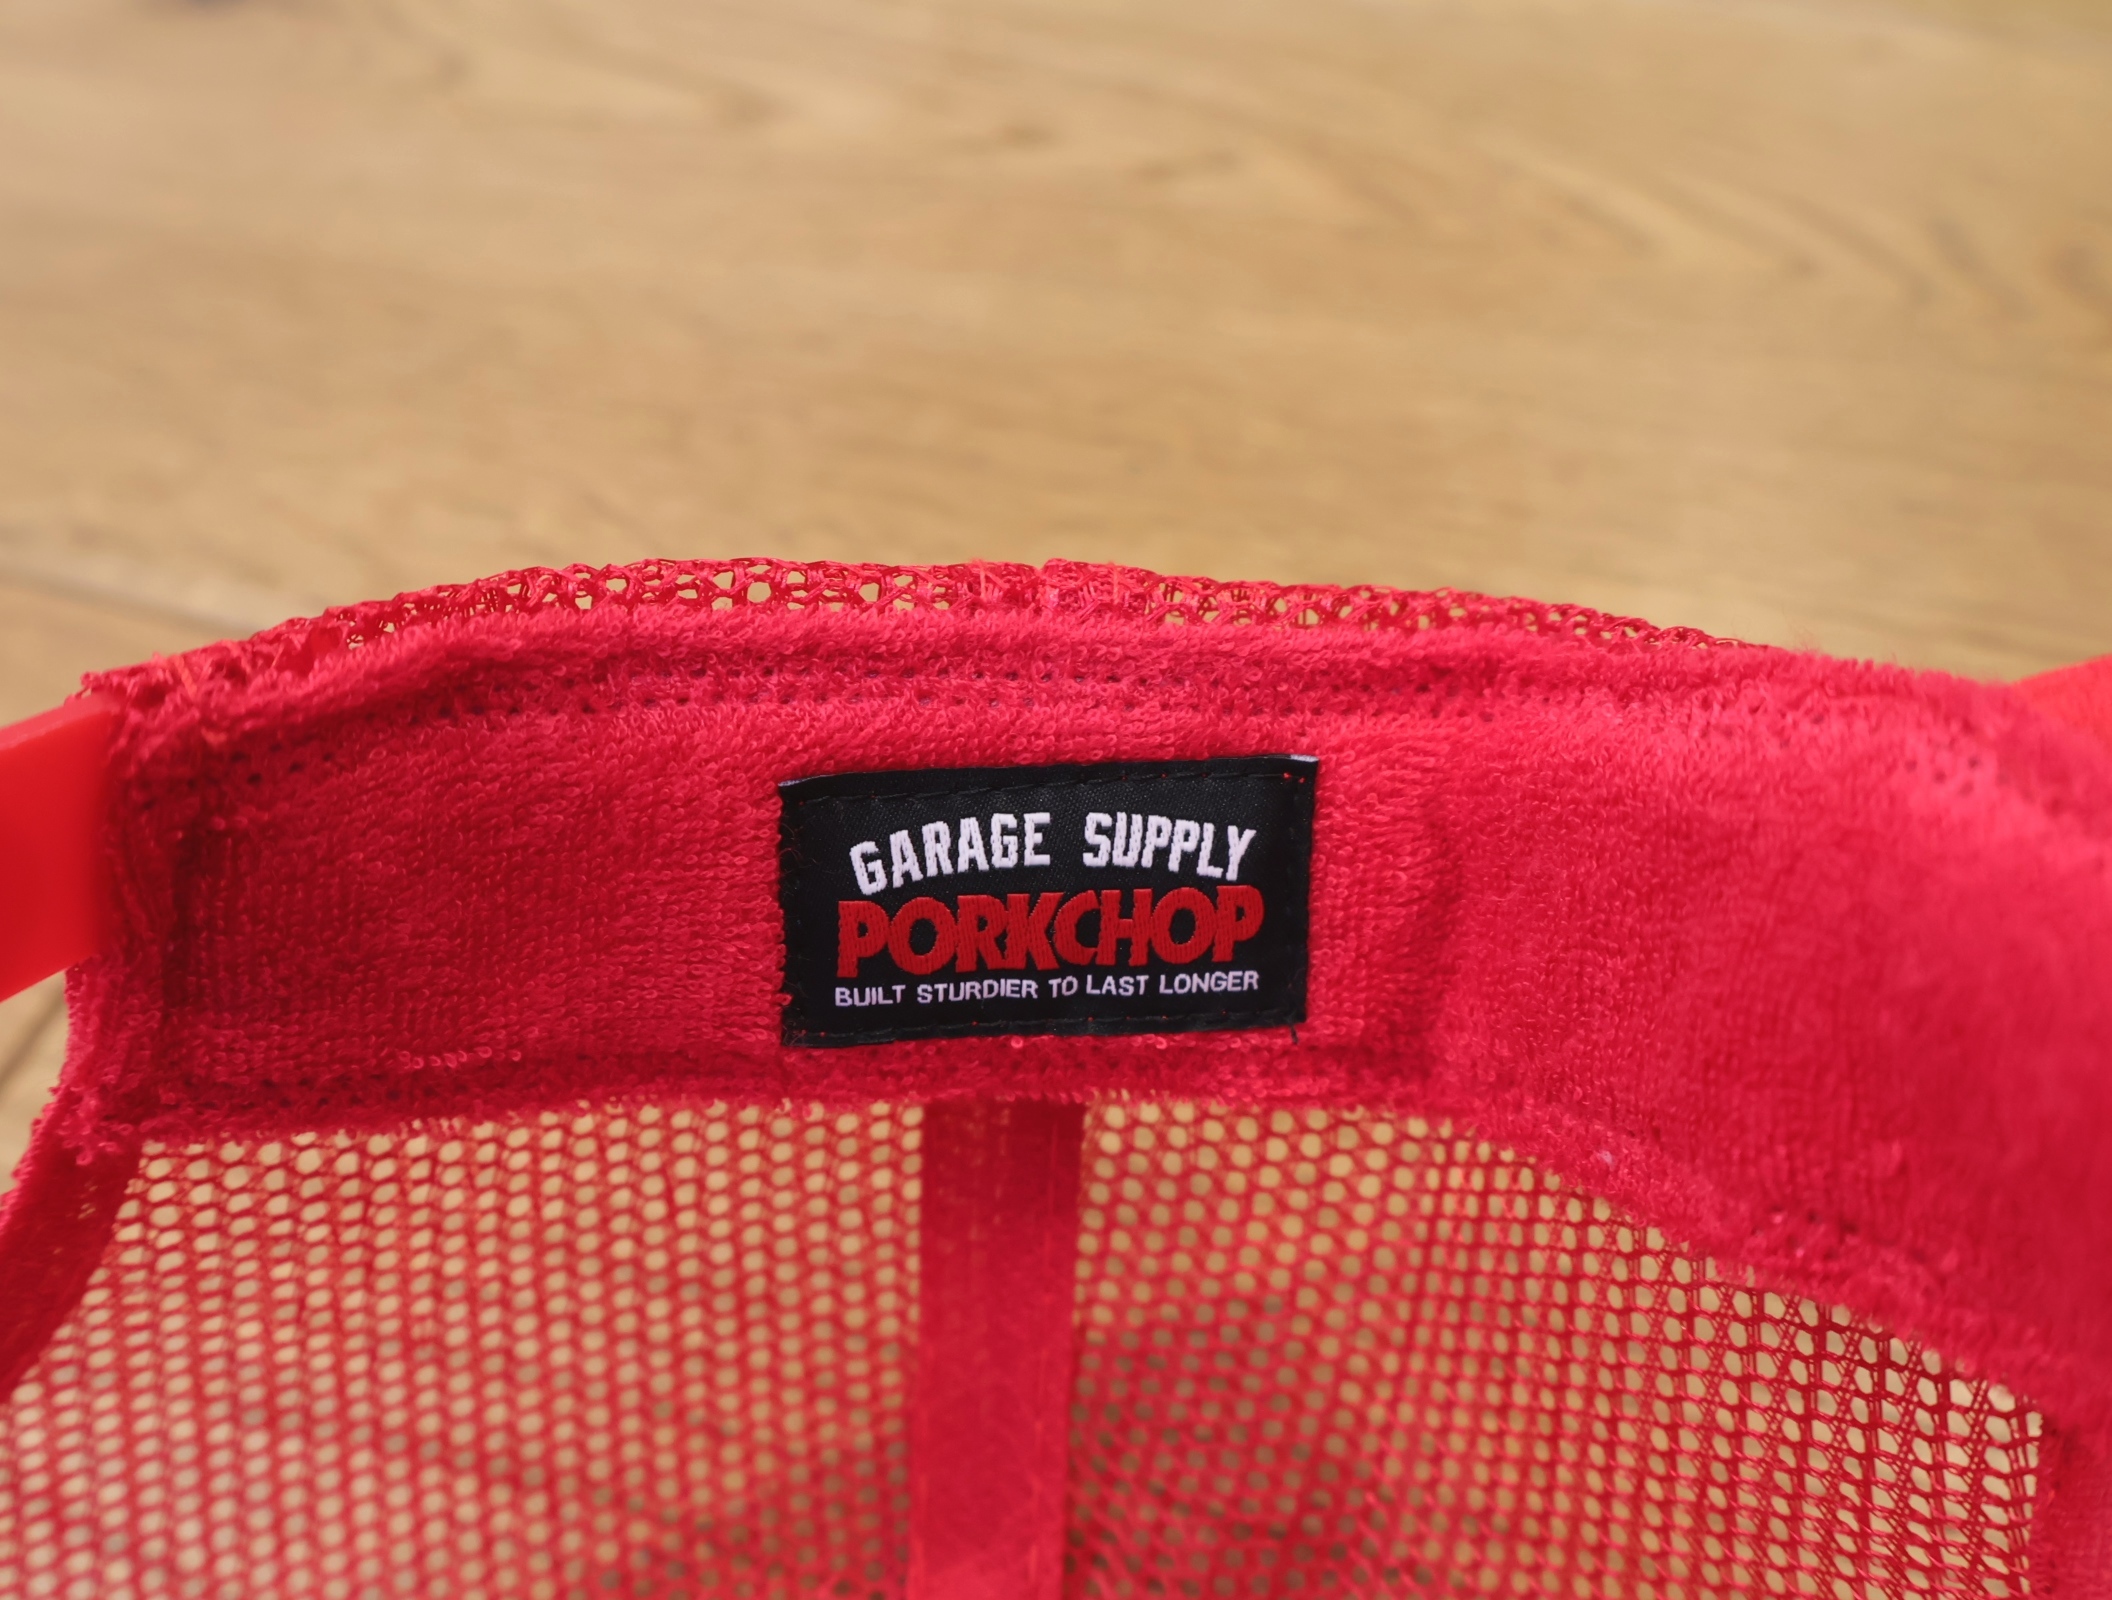 GARAGE SUPPLY
PORKCHOP
BUILT STURDIER TO LAST LONGER